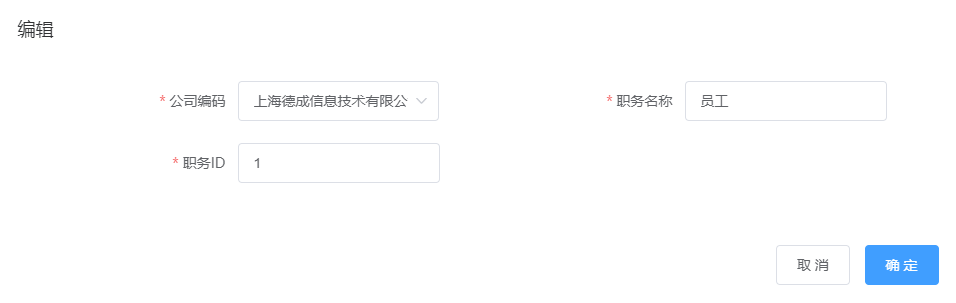 编辑
* 公司编码 上海德成信息技术有限公 * 职务名称 员工
* 职务ID 1
取 消 确 定